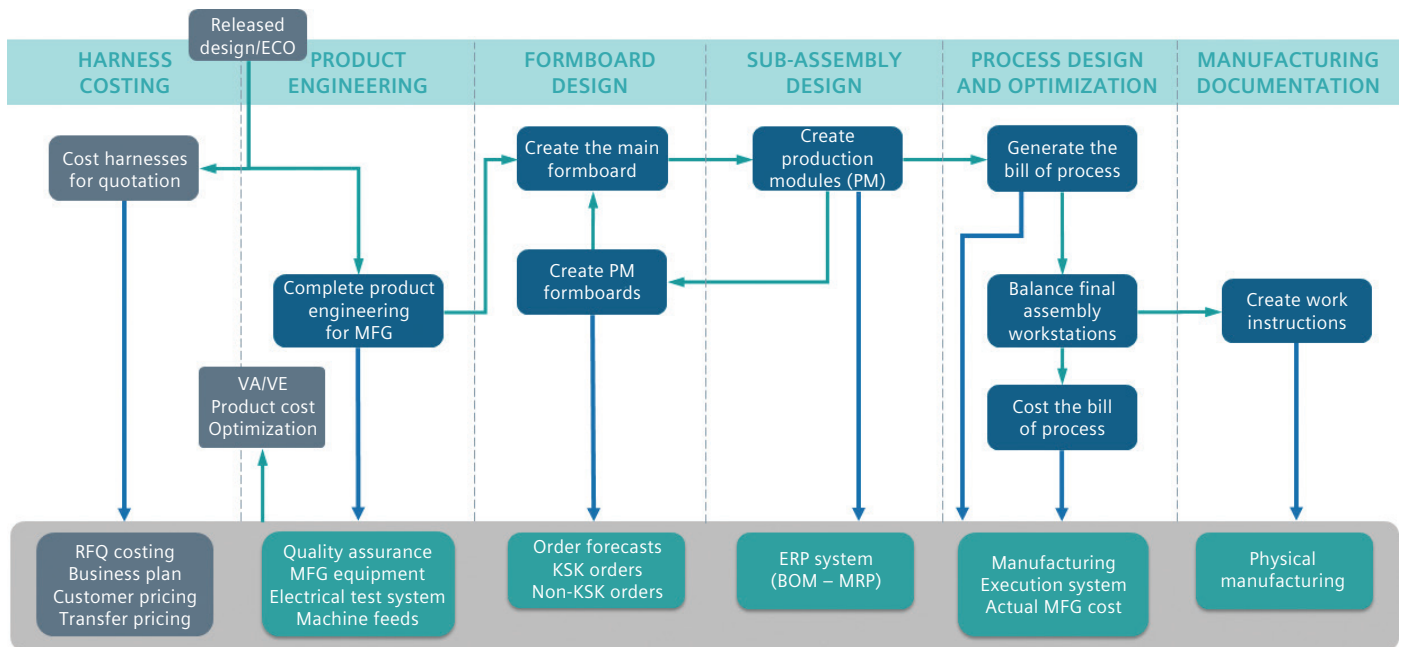 Released
design/ECO
HARNESS
COSTING
PRODUCT
ENGINEERING
FORMBOARD
DESIGN
SUB-ASSEMBLY
DESIGN
PROCESS DESIGN
AND OPTIMIZATION
MANUFACTURING
DOCUMENTATION
Cost harnesses
for quotation
Create the main
formboard
Create
production
modules (PM)
Generate the
bill of process
Complete product
engineering
for MFG
Create PM
formboards
Balance final
assembly
workstations
Create work
instructions
VA/VE
Product cost
Optimization
Cost the bill
of process
RFQ costing
Business plan
Customer pricing
Transfer pricing
Quality assurance
MFG equipment
Electrical test system
Machine feeds
Order forecasts
KSK orders
Non-KSK orders
ERP system
(BOM – MRP)
Manufacturing
Execution system
Actual MFG cost
Physical
manufacturing